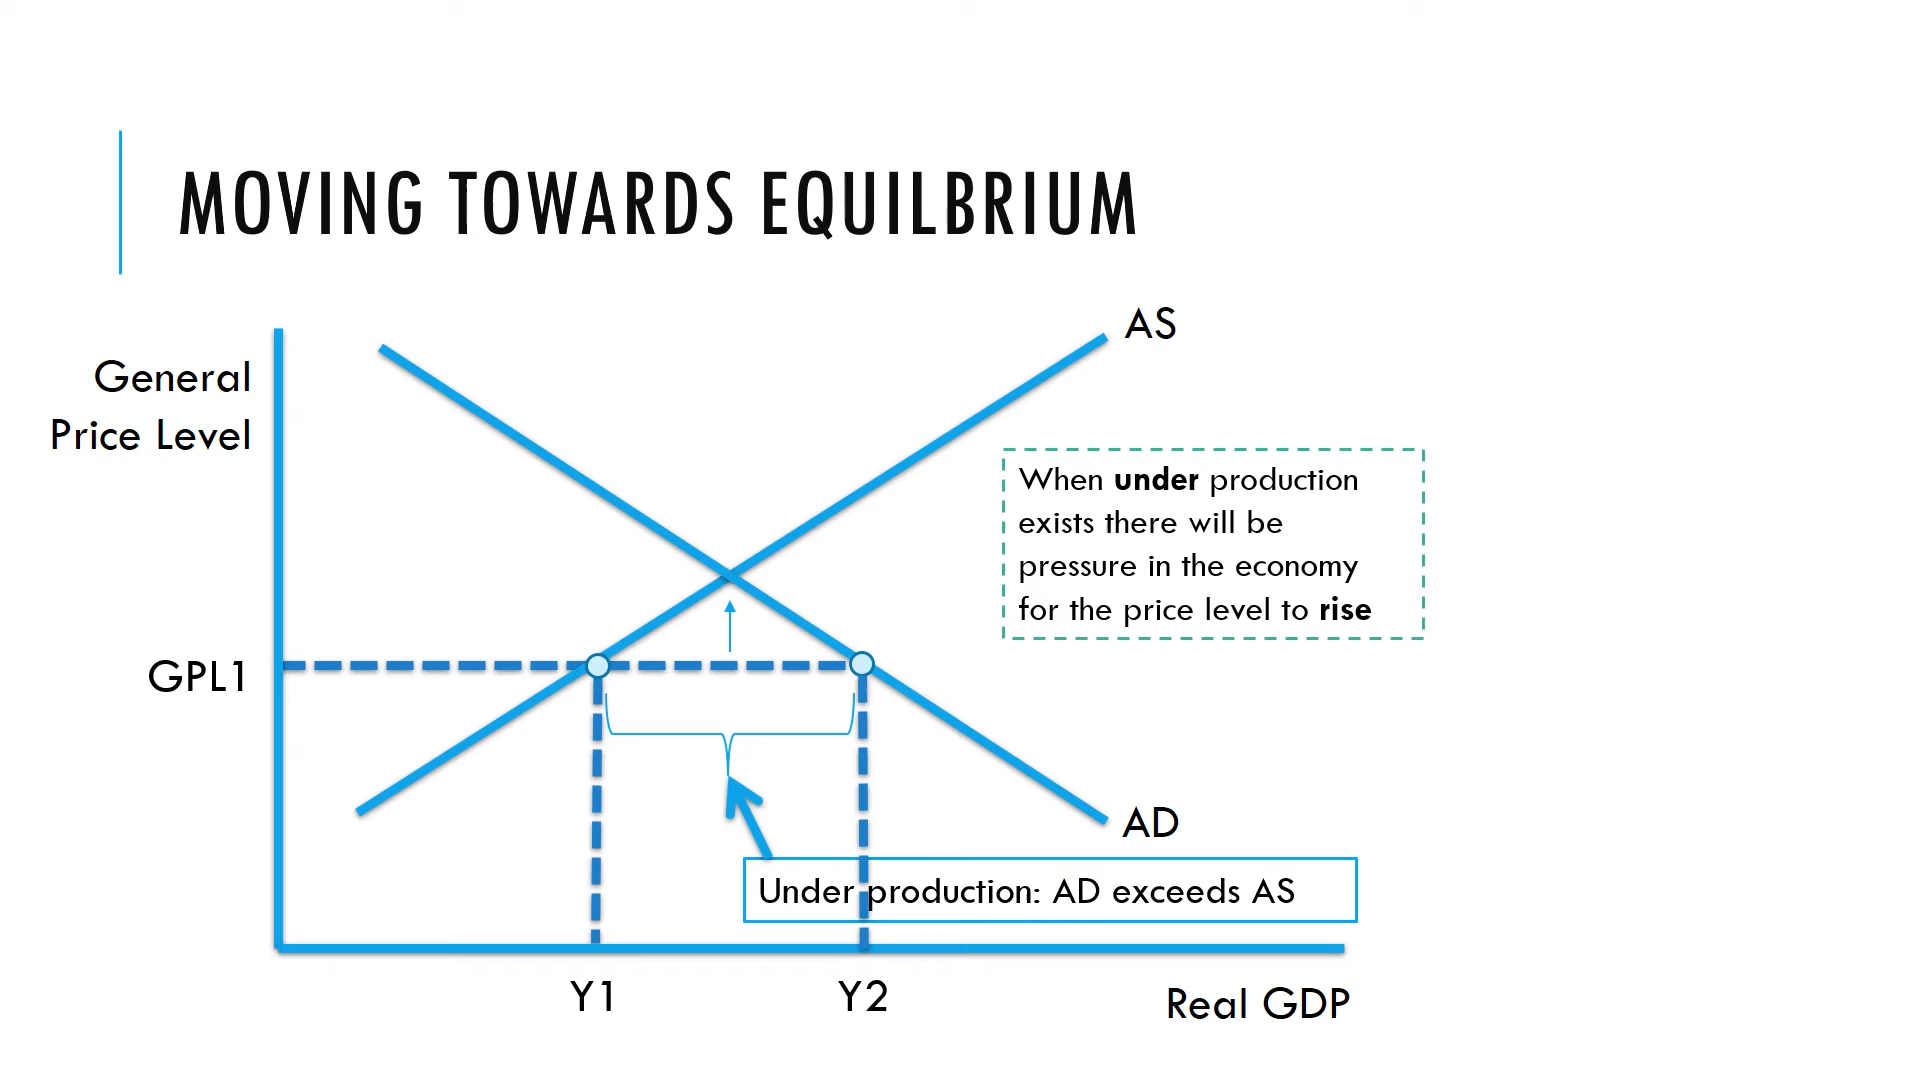 MOVING TOWARDS EQUILBRIUM
AS
General
Price Level
When under production
exists there will be
pressure in the economy
for the price level to rise
GPL1
AD
Under production: AD exceeds AS
Y1
Y2
Real GDP